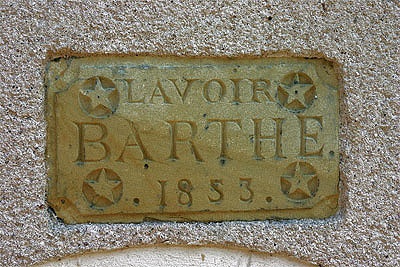 LAVOIR
BARTHE.
. 1853.